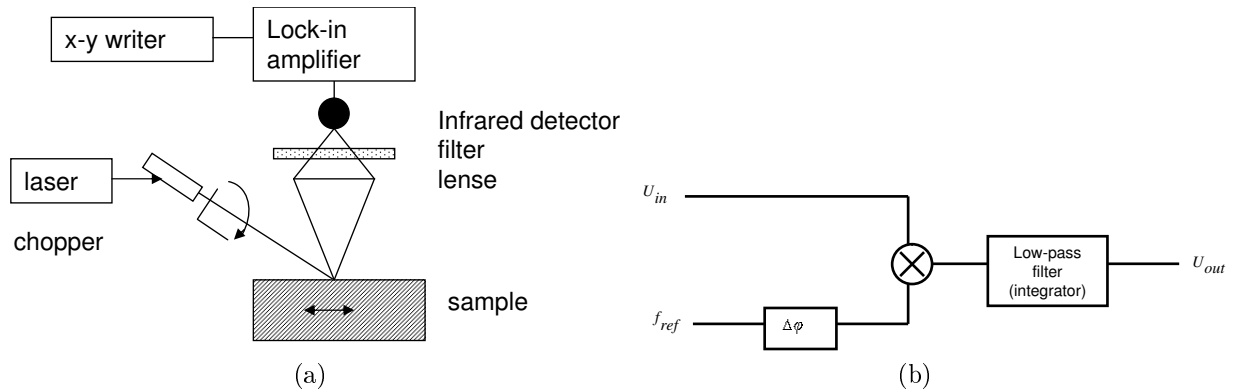 x-y writer
Lock-in
amplifier
Infrared detector
filter
lense
laser
chopper
sample
(a)
U_in
f_ref
Δφ
Low-pass
filter
(integrator)
U_out
(b)